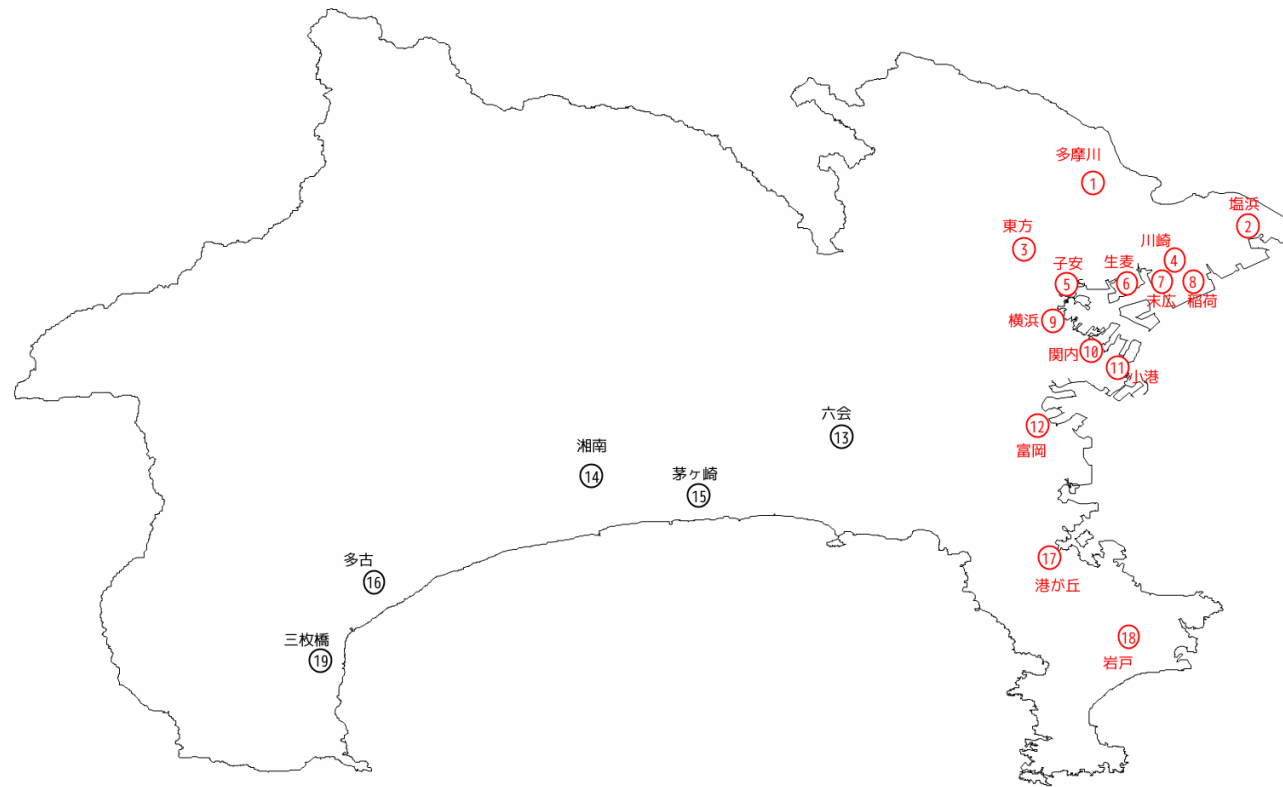 多摩川
①
塩浜
②
東方
③
川崎
④
子安
⑤
生麦
⑥
⑦
末広
⑧
稲荷
横浜
⑨
関内
⑩
⑪
小港
⑫
富岡
六会
⑬
湘南
⑭
茅ヶ崎
⑮
多古
⑯
⑰
港が丘
⑱
岩戸
三枚橋
⑲